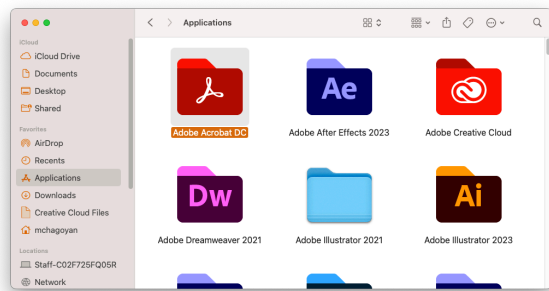 Applications
iCloud
iCloud Drive
Documents
Desktop
Shared
Favorites
AirDrop
Recents
Applications
Downloads
Creative Cloud Files
mchagoyan
Locations
Staff-C02F725FQ05R
Network
Adobe Acrobat DC
Ae
Adobe After Effects 2023
Adobe Creative Cloud
Dw
Adobe Dreamweaver 2021
Adobe Illustrator 2021
Ai
Adobe Illustrator 2023